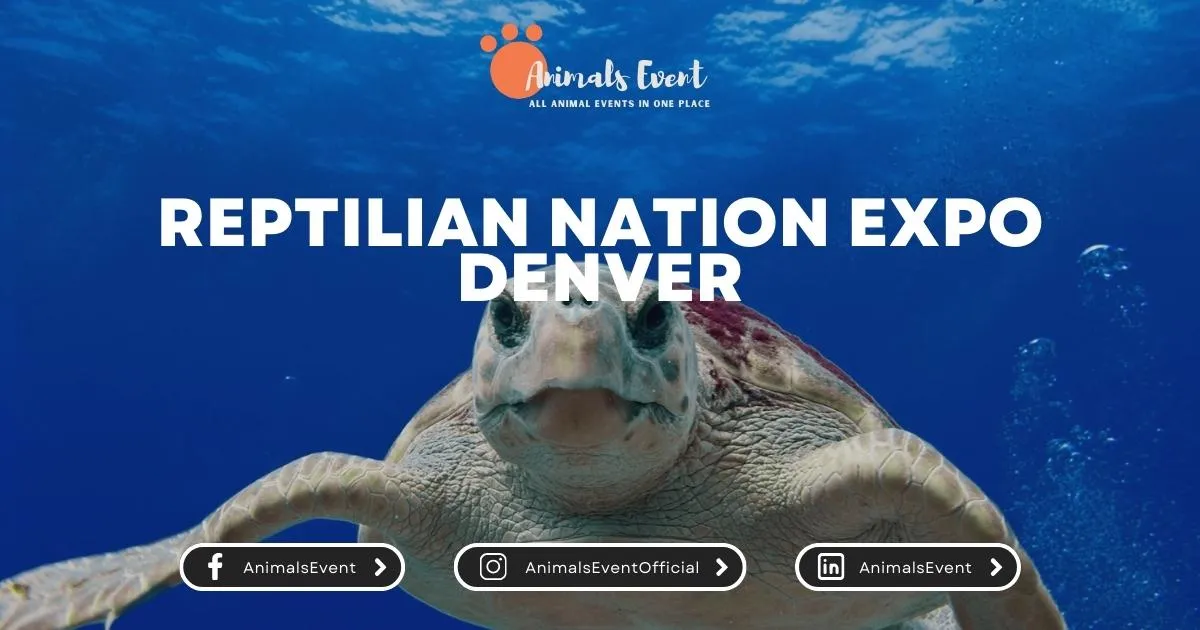 Animals Event
ALL ANIMAL EVENTS IN ONE PLACE
REPTILIAN NATION EXPO
DENVER
AnimalsEvent
AnimalsEventOfficial
AnimalsEvent